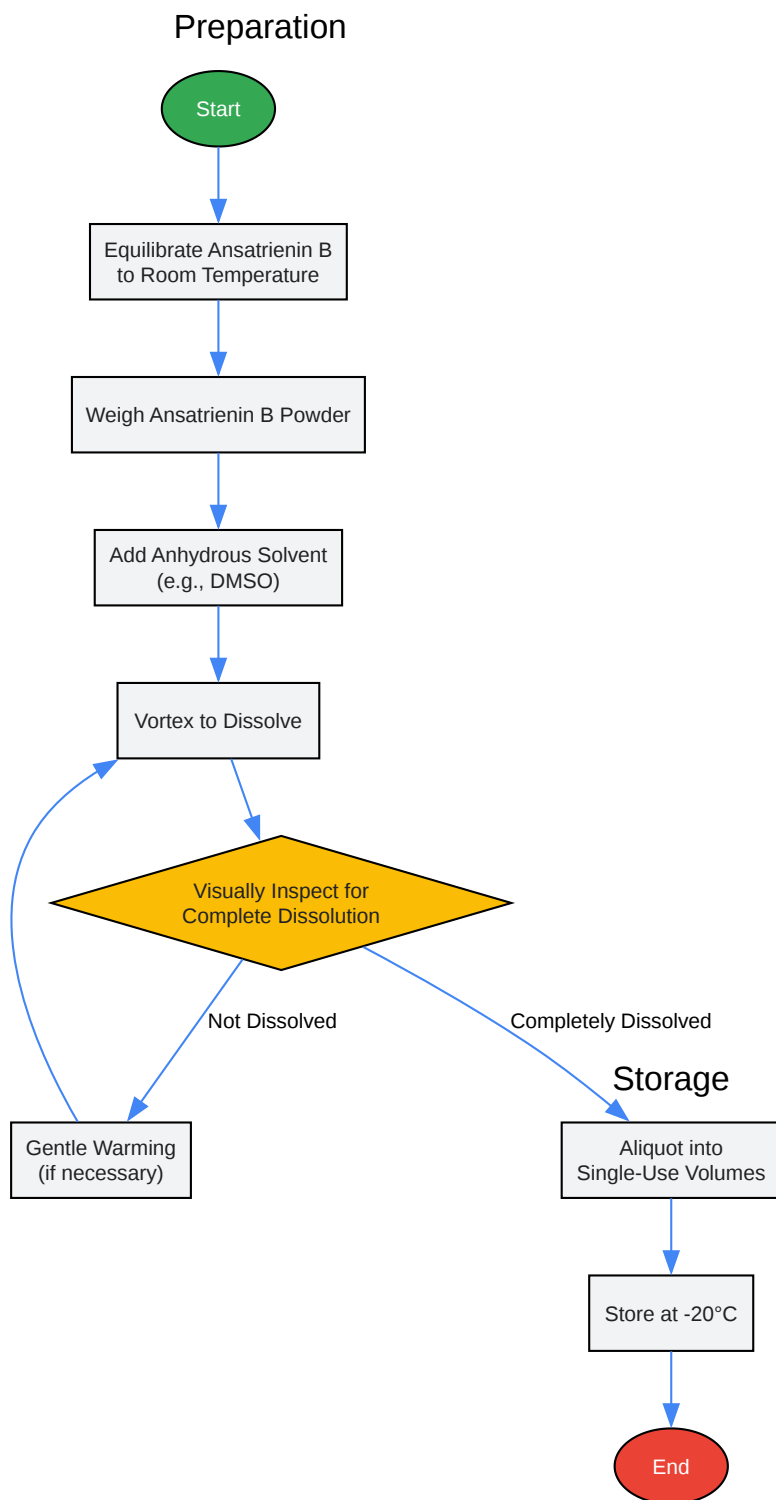 Preparation
Start
Equilibrate Ansatrienin B
to Room Temperature
Weigh Ansatrienin B Powder
Add Anhydrous Solvent
(e.g., DMSO)
Vortex to Dissolve
Visually Inspect for
Complete Dissolution
Not Dissolved
Completely Dissolved
Gentle Warming
(if necessary)
Storage
Aliquot into
Single-Use Volumes
Store at -20°C
End